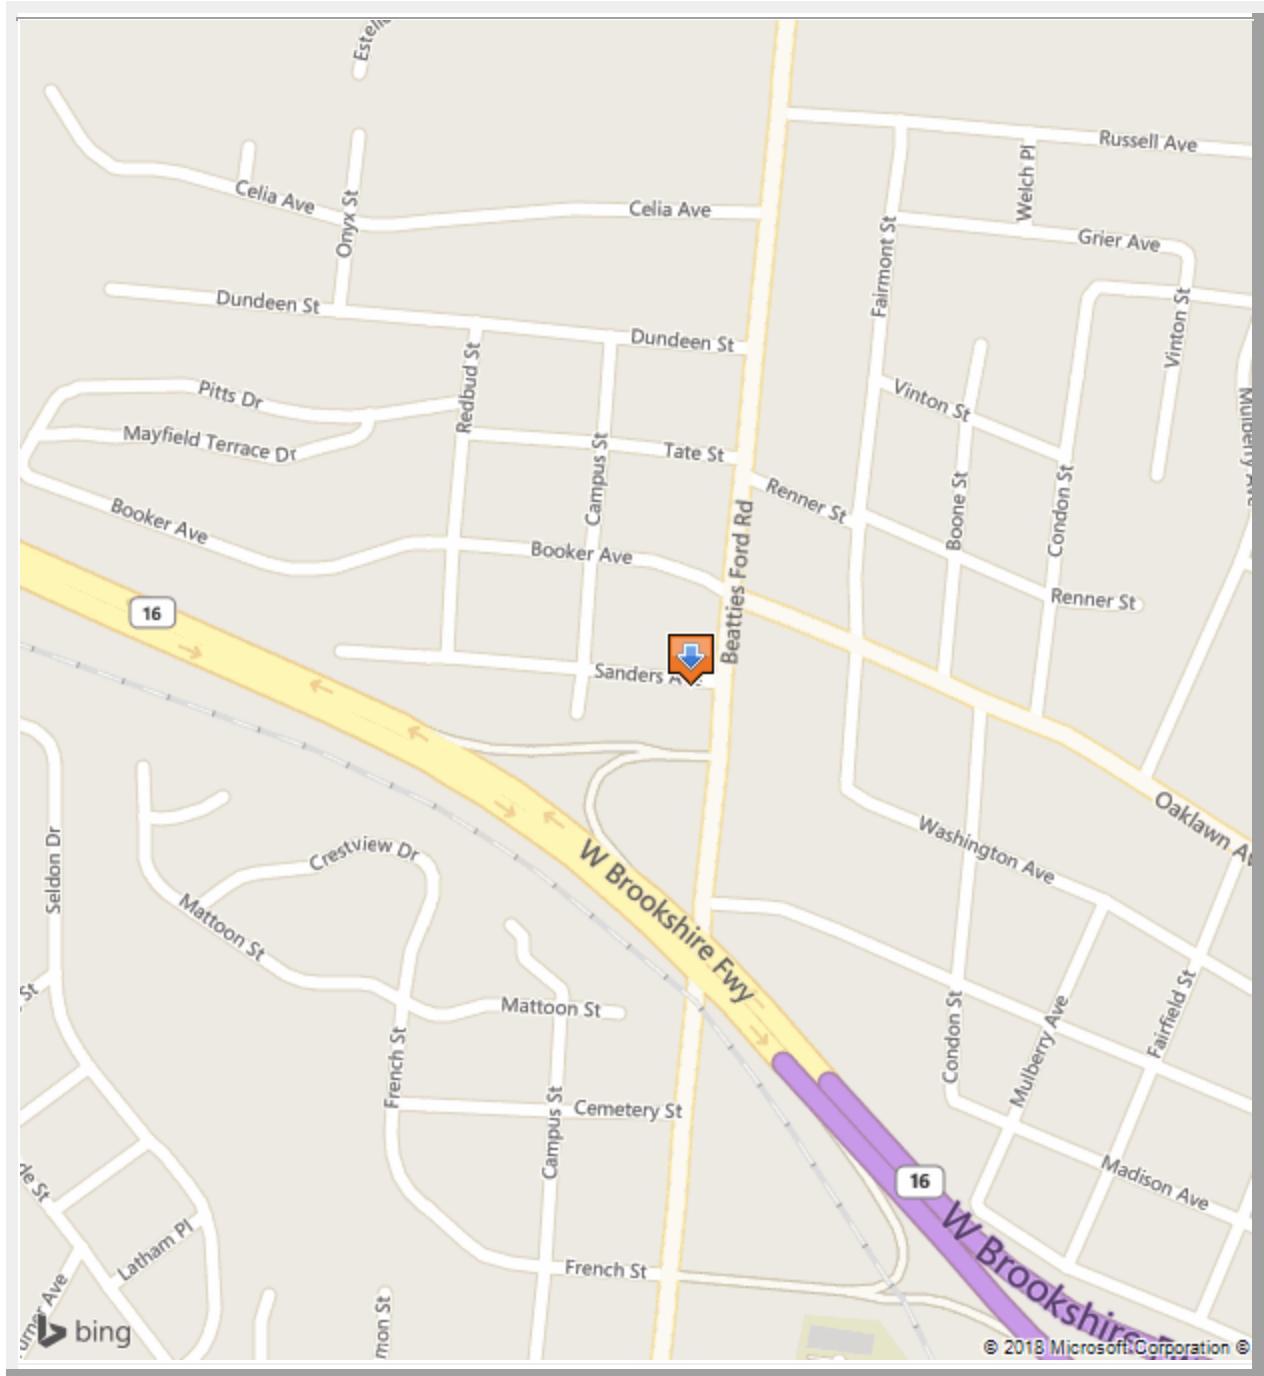 Russell Ave
Welch Pl
Celia Ave
Celia Ave
Onyx St
Grier Ave
Fairmont St
Dundeen St
Dundeen St
Vinton St
Redbud St
Pitts Dr
Vinton St
Mayfield Terrace Dr
Tate St
Campus St
Renner St
Boone St
Condon St
Booker Ave
Booker Ave
Beatties Ford Rd
Renner St
16
Sanders
Oaklawn
Washington Ave
Seldon Dr
Crestview Dr
W Brookshire Fwy
Mattoon St
Mattoon St
Condon St
Mulberry Ave
Fairfield St
French St
Cemetery St
Campus St
Madison Ave
16
W Brookshire
Latham Pl
French St
bing
© 2018 Microsoft Corporation ©